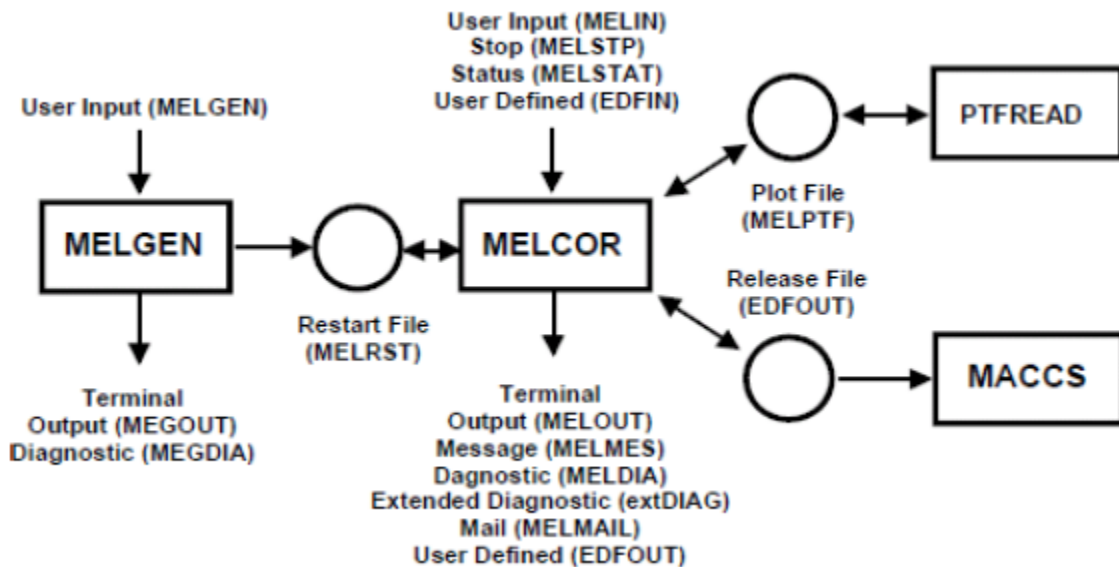 User Input (MELIN)
Stop (MELSTP)
Status (MELSTAT)
User Defined (EDFIN)
User Input (MELGEN)
PTFREAD
Plot File
(MELPTF)
MELGEN
MELCOR
Release File
(EDFOUT)
Restart File
(MELRST)
MACCS
Terminal
Output (MEGOUT)
Diagnostic (MEGDIA)
Terminal
Output (MELOUT)
Message (MELMES)
Dagnostic (MELDIA)
Extended Diagnostic (extDIAG)
Mail (MELMAIL)
User Defined (EDFOUT)